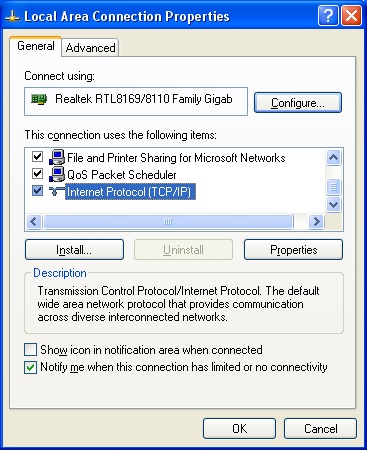 Local Area Connection Properties
General
Advanced
Connect using:
Realtek RTL8169/8110 Family Gigab
Configure...
This connection uses the following items:
File and Printer Sharing for Microsoft Networks
QoS Packet Scheduler
Internet Protocol (TCP/IP)
Install...
Uninstall
Properties
Description
Transmission Control Protocol/Internet Protocol. The default
wide area network protocol that provides communication
across diverse interconnected networks.
Show icon in notification area when connected
Notify me when this connection has limited or no connectivity
OK
Cancel